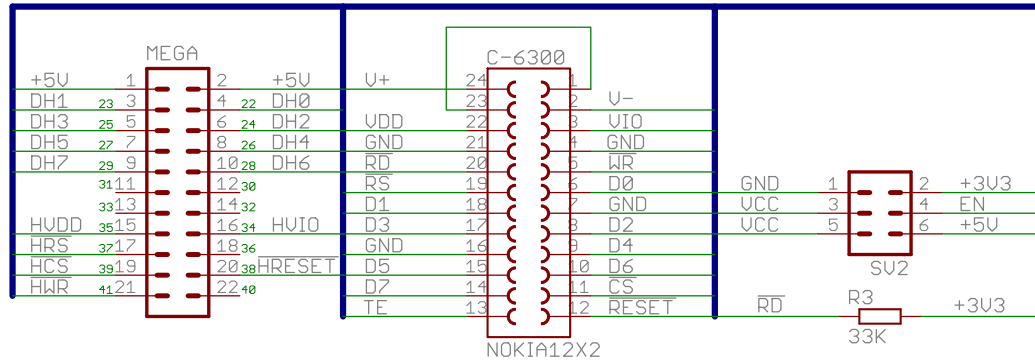 MEGA C-6300
+5V 1 2 +5V V+ 24 1
DH1 23 3 4 22 DH0 23 2 V-
DH3 25 5 6 24 DH2 VDD 22 3 VIO
DH5 27 7 8 26 DH4 GND 21 4 GND
DH7 29 9 10 28 DH6 RD 20 5 WR
31 11 12 30 RS 19 6 D0 GND 1 2 +3V3
33 13 14 32 D1 18 7 GND VCC 3 4 EN
HVDD 35 15 16 34 HVIO D3 17 8 D2 VCC 5 6 +5V
HRS 37 17 18 36 GND 16 9 D4
HCS 39 19 20 38 HRESET D5 15 10 D6 SV2
HWR 41 21 22 40 D7 14 11 CS
TE 13 12 RESET RD R3 +3V3
33K
NOKIA12X2